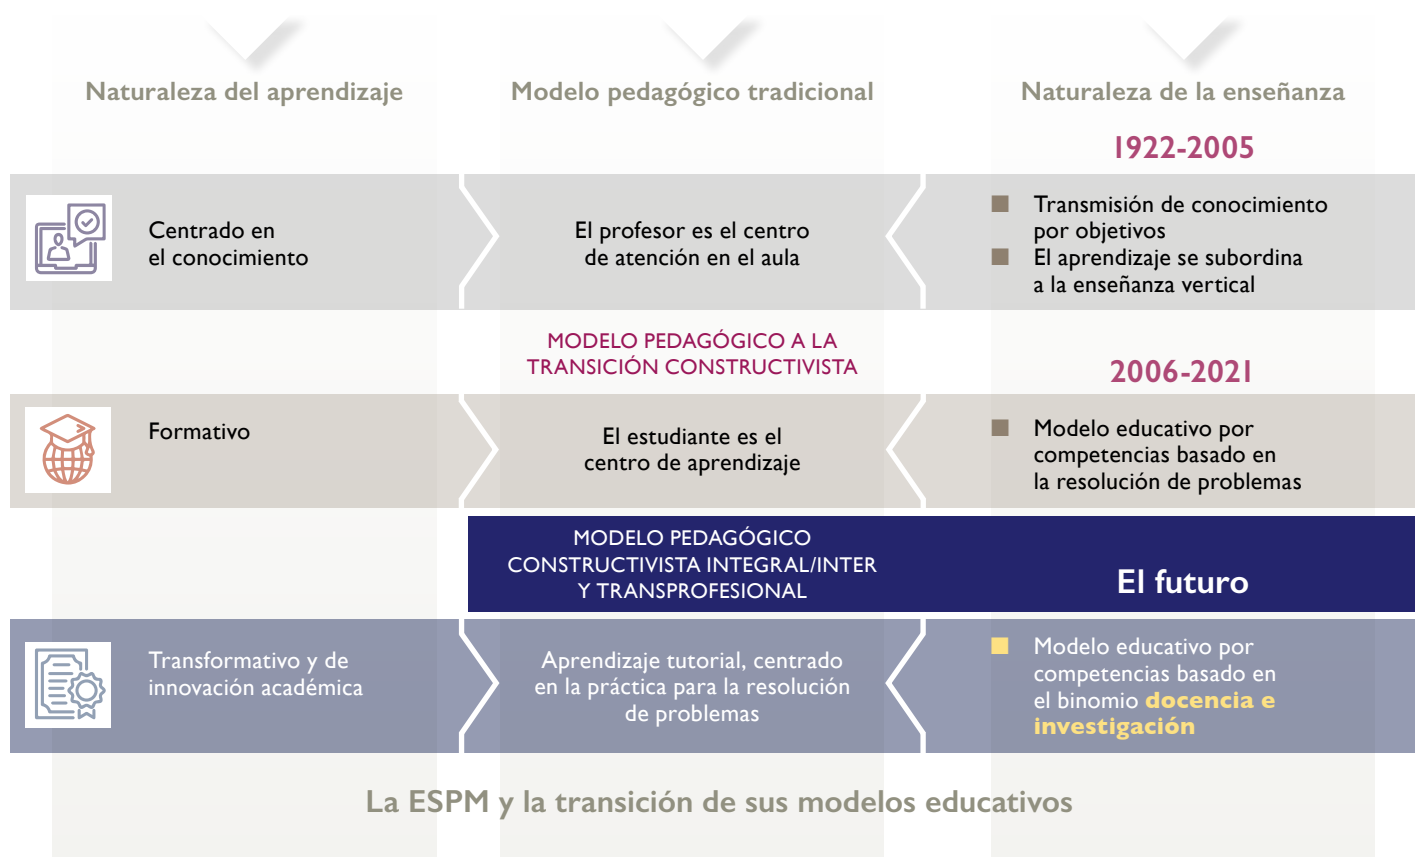 Naturaleza del aprendizaje
Modelo pedagógico tradicional
Naturaleza de la enseñanza
1922-2005
Centrado en
el conocimiento
El profesor es el centro
de atención en el aula
Transmisión de conocimiento
por objetivos
El aprendizaje se subordina
a la enseñanza vertical
MODELO PEDAGÓGICO A LA
TRANSICIÓN CONSTRUCTIVISTA
2006-2021
Formativo
El estudiante es el
centro de aprendizaje
Modelo educativo por
competencias basado en
la resolución de problemas
MODELO PEDAGÓGICO
CONSTRUCTIVISTA INTEGRAL/INTER
Y TRANSPROFESIONAL
El futuro
Transformativo y de
innovación académica
Aprendizaje tutorial, centrado
en la práctica para la resolución
de problemas
Modelo educativo por
competencias basado en
el binomio docencia e
investigación
La ESPM y la transición de sus modelos educativos